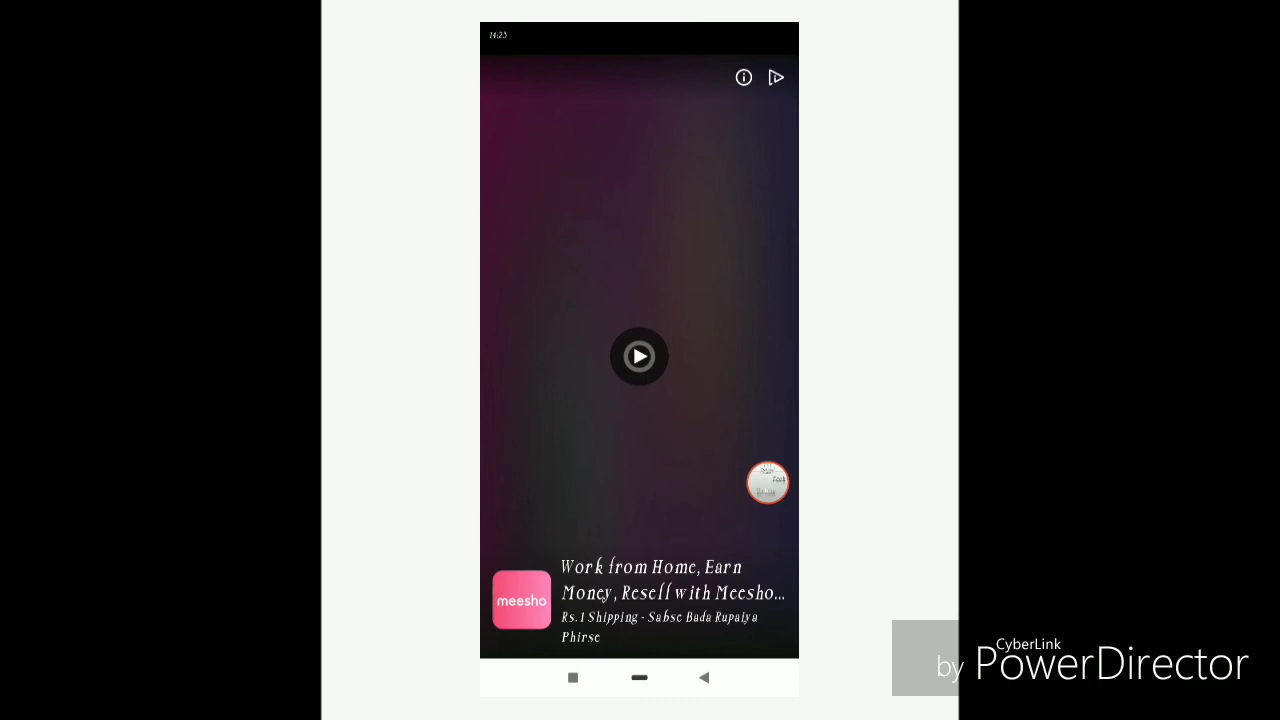 14:25
Work from Home, Earn
Money, Resell with Meesho...
meesho
Rs.1 Shipping - Sabse Bada Rupaiya
Phirse
CyberLink
by PowerDirector